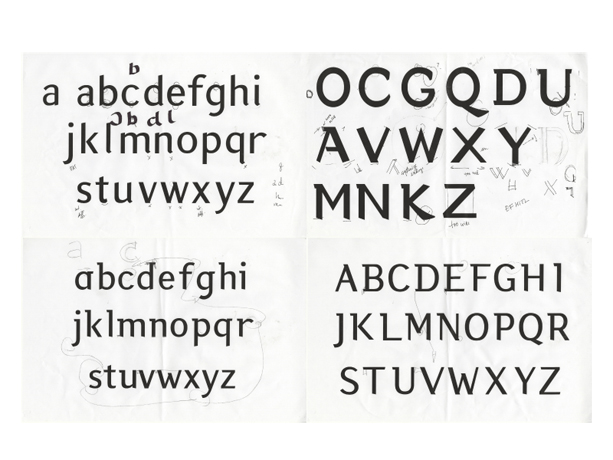 b
a abcdefghi
b d l
jklmnopqr
stuvwxyz
OCGQDU
AVWXY
MNKZ
abcdefghi
jklmnopqr
stuvwxyz
ABCDEFGHI
JKLMNOPQR
STUVWXYZ